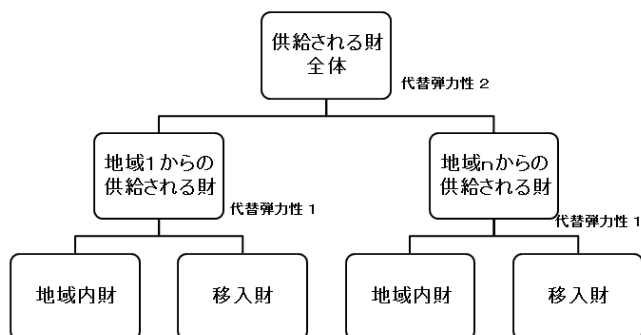 供給される財
全体
代替弾力性 2
地域1からの
供給される財
地域nからの
供給される財
代替弾力性 1
代替弾力性 1
地域内財
移入財
地域内財
移入財